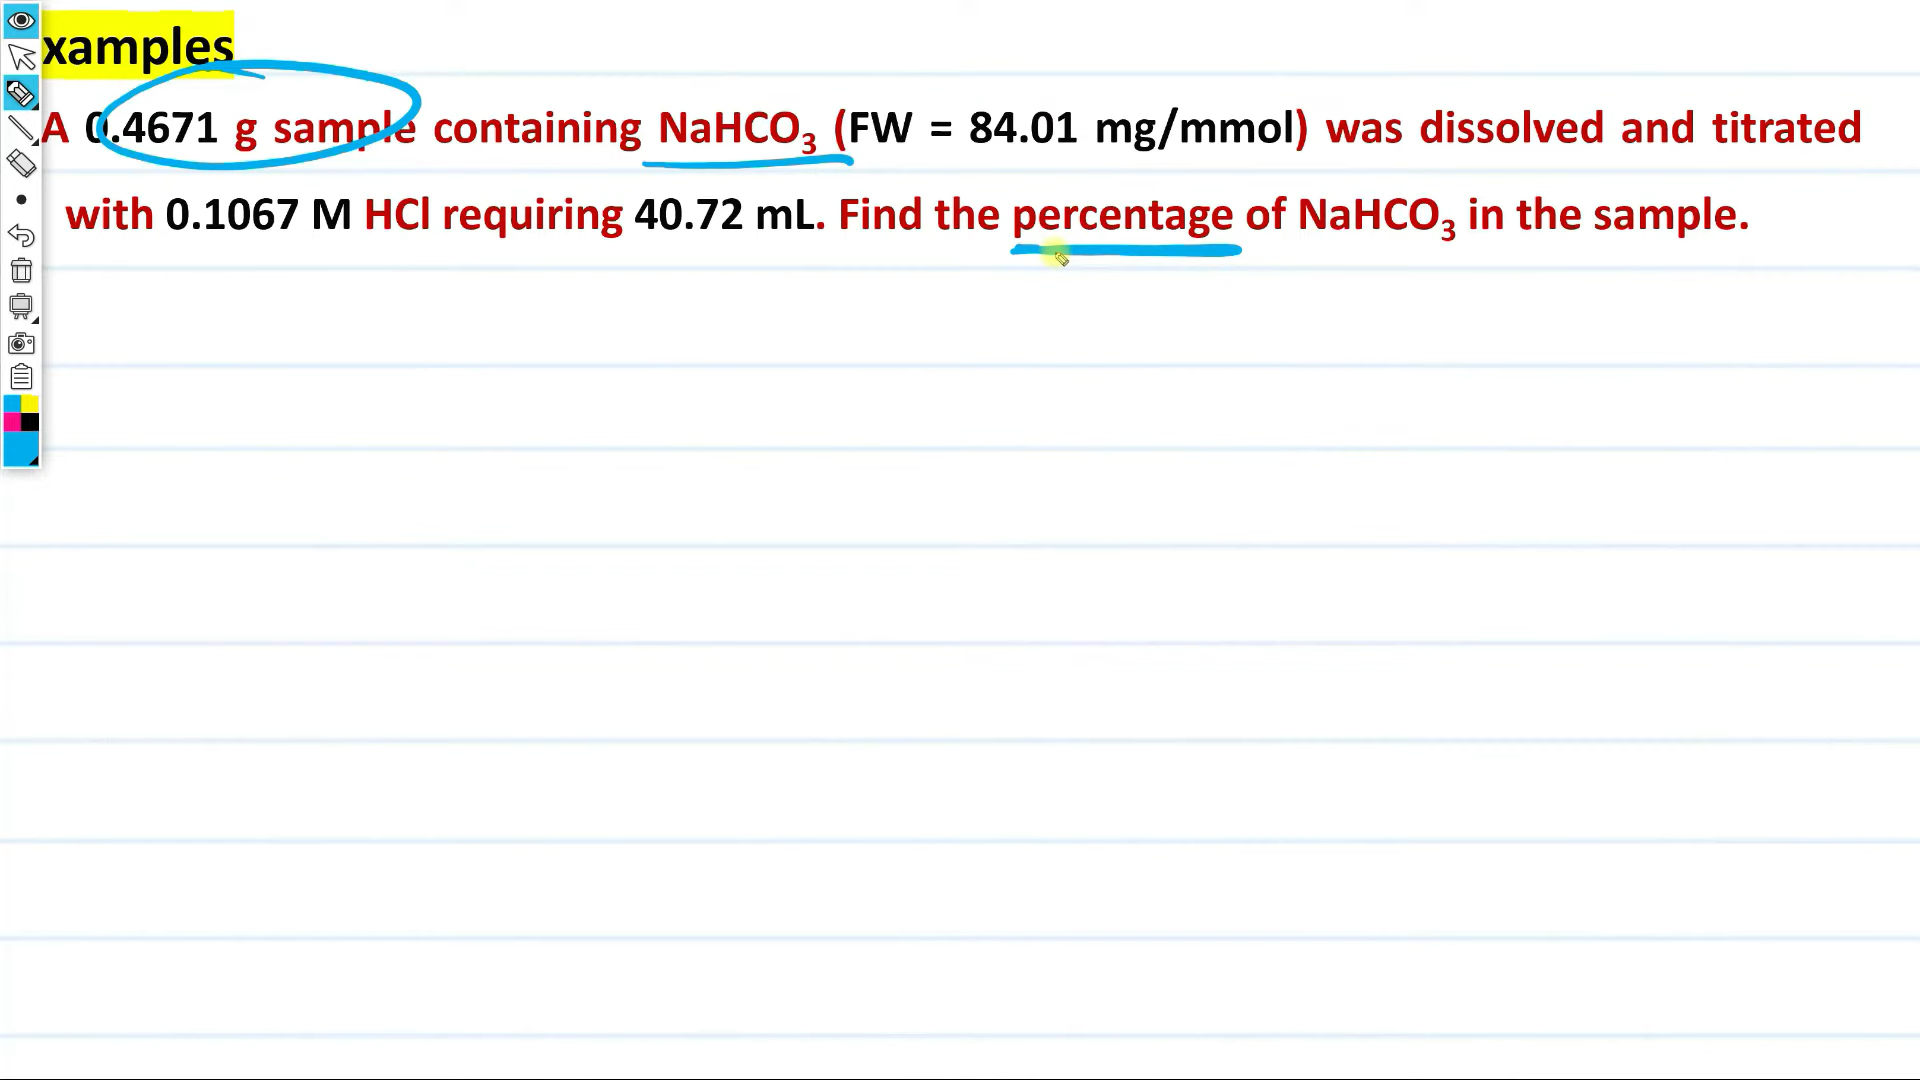 xamples
A 0.4671 g sample containing NaHCO₃ (FW = 84.01 mg/mmol) was dissolved and titrated
with 0.1067 M HCl requiring 40.72 mL. Find the percentage of NaHCO₃ in the sample.